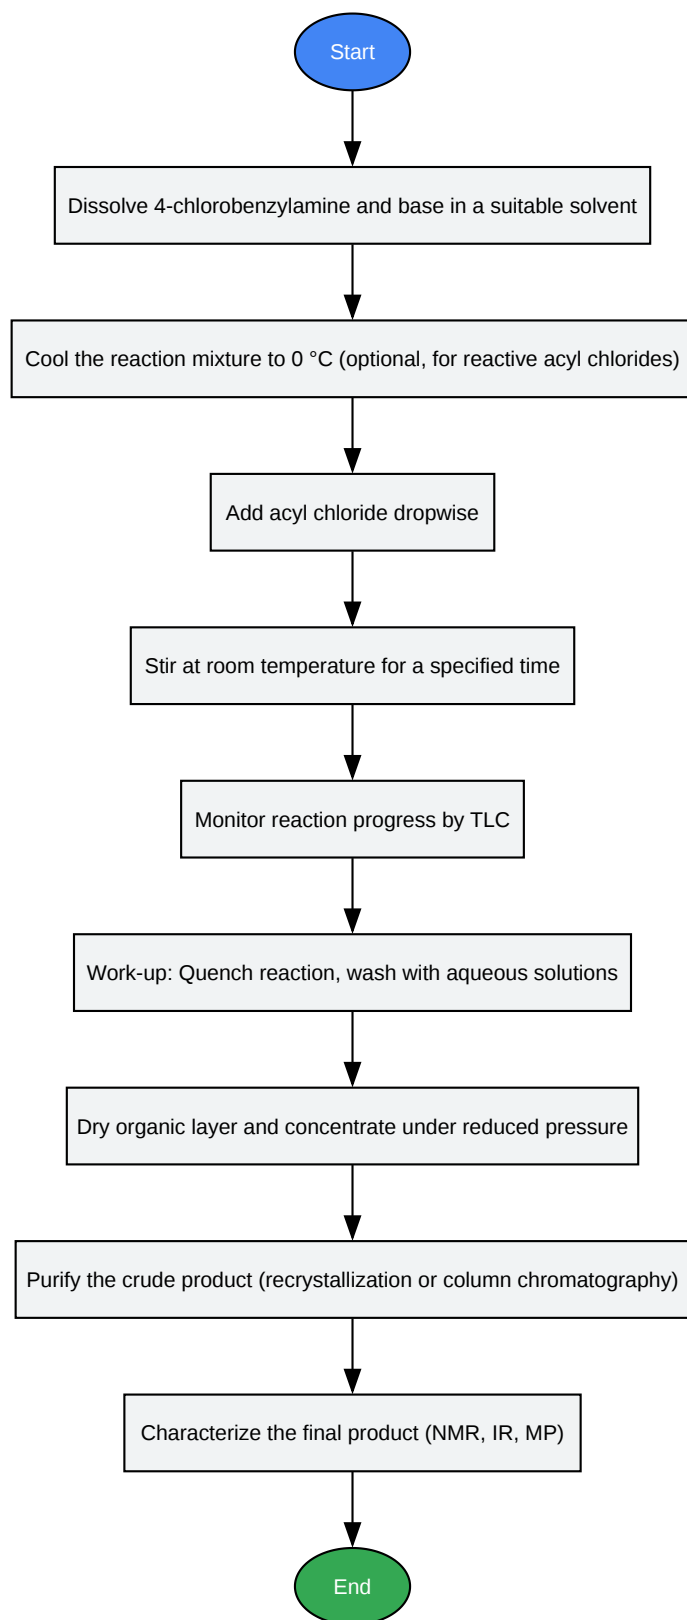 Start
Dissolve 4-chlorobenzylamine and base in a suitable solvent
Cool the reaction mixture to 0 °C (optional, for reactive acyl chlorides)
Add acyl chloride dropwise
Stir at room temperature for a specified time
Monitor reaction progress by TLC
Work-up: Quench reaction, wash with aqueous solutions
Dry organic layer and concentrate under reduced pressure
Purify the crude product (recrystallization or column chromatography)
Characterize the final product (NMR, IR, MP)
End